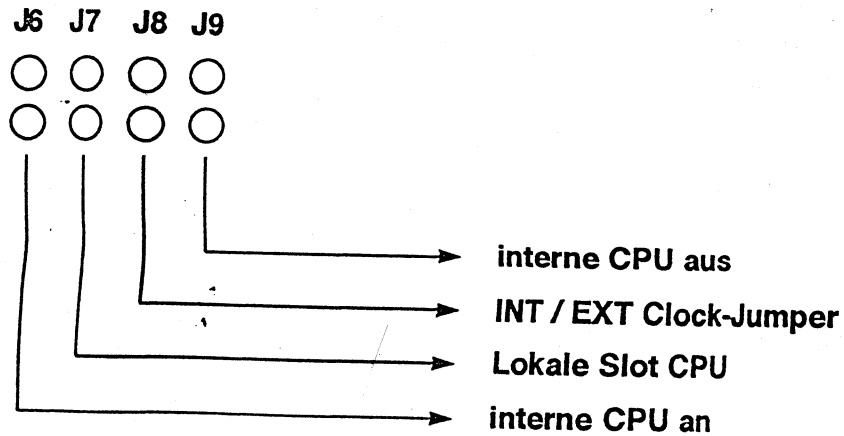 J6 J7 J8 J9
interne CPU aus
INT / EXT Clock-Jumper
Lokale Slot CPU
interne CPU an